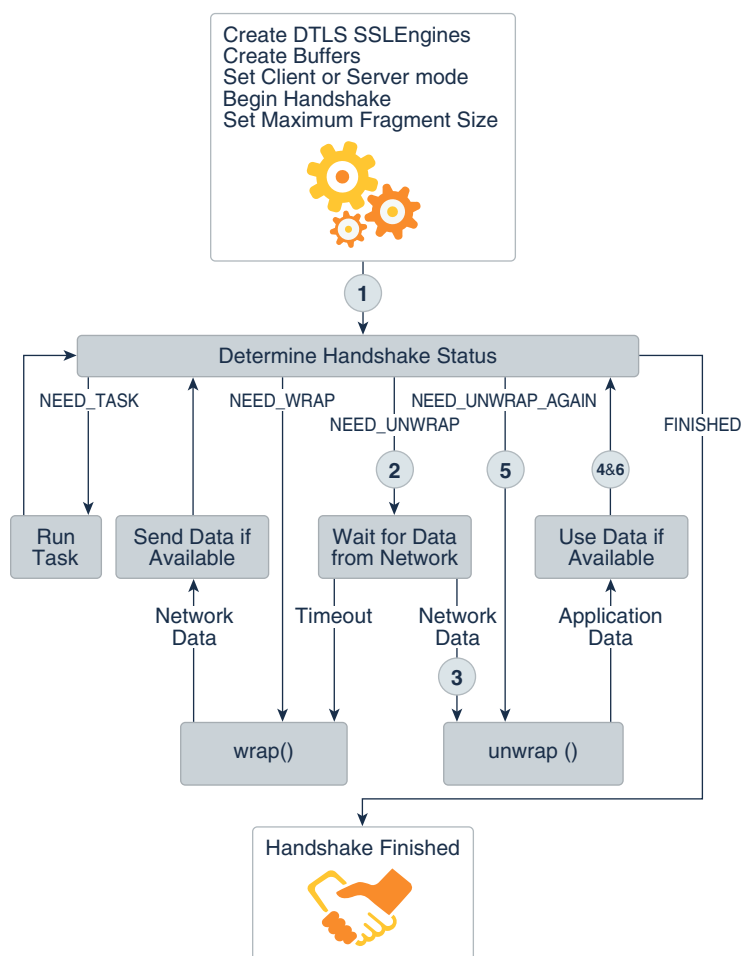 Create DTLS SSLEngines
Create Buffers
Set Client or Server mode
Begin Handshake
Set Maximum Fragment Size
1
Determine Handshake Status
NEED_TASK
NEED_WRAP
NEED_UNWRAP
NEED_UNWRAP_AGAIN
FINISHED
2
5
4&6
Run
Task
Send Data if
Available
Wait for Data
from Network
Use Data if
Available
Network
Data
Timeout
Network
Data
Application
Data
3
wrap()
unwrap ()
Handshake Finished